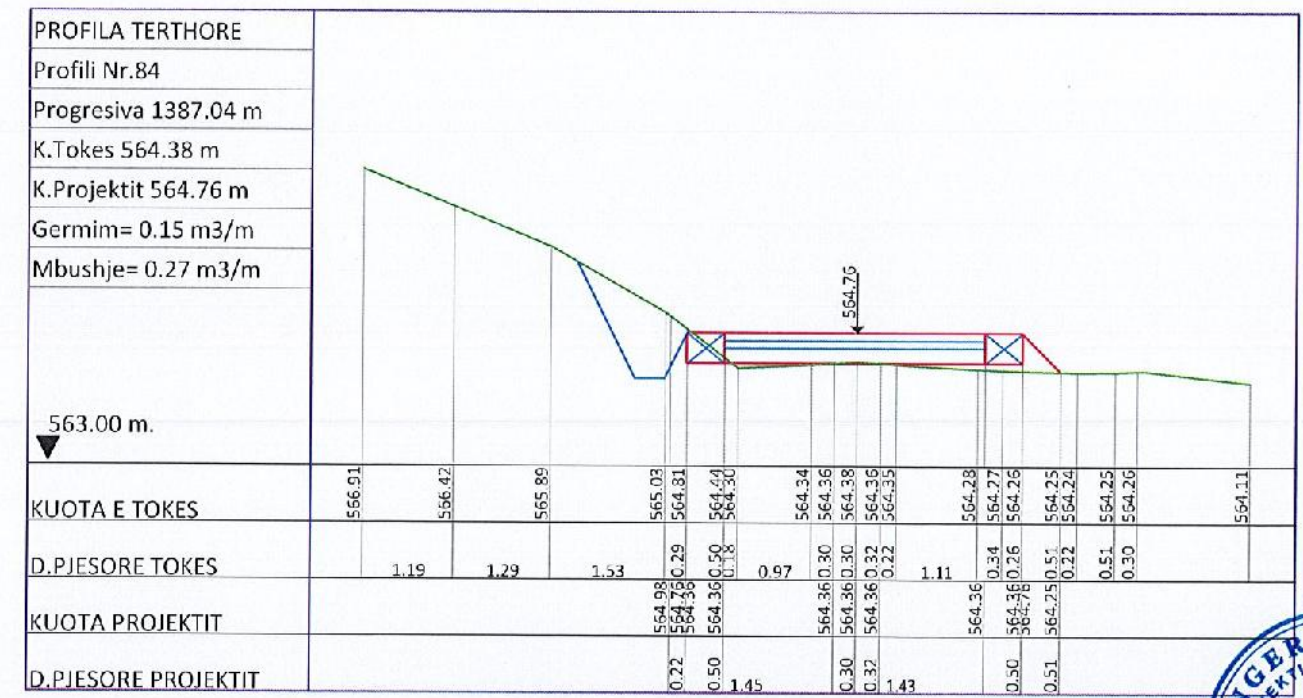 PROFILA TERTHORE
Profili Nr.84
Progresiva 1387.04 m
K.Tokes 564.38 m
K.Projektit 564.76 m
Germim= 0.15 m3/m
Mbushje= 0.27 m3/m
564.76
563.00 m.
KUOTA E TOKES 566.91 566.42 565.89 565.03 564.81 564.44 564.30 564.34 564.36 564.38 564.36 564.35 564.28 564.27 564.26 564.25 564.24 564.25 564.26 564.11
D.PJESORE TOKES 1.19 1.29 1.53 0.29 0.50 0.18 0.97 0.30 0.30 0.32 0.22 1.11 0.34 0.26 0.51 0.22 0.51 0.30
KUOTA PROJEKTIT 564.98 564.76 564.36 564.36 564.36 564.36 564.36 564.36 564.36 564.76 564.25
D.PJESORE PROJEKTIT 0.22 0.50 1.45 0.30 0.32 1.43 0.50 0.51